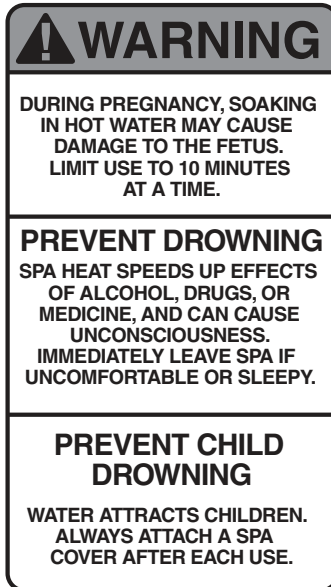 WARNING
DURING PREGNANCY, SOAKING
IN HOT WATER MAY CAUSE
DAMAGE TO THE FETUS.
LIMIT USE TO 10 MINUTES
AT A TIME.
PREVENT DROWNING
SPA HEAT SPEEDS UP EFFECTS
OF ALCOHOL, DRUGS, OR
MEDICINE, AND CAN CAUSE
UNCONSCIOUSNESS.
IMMEDIATELY LEAVE SPA IF
UNCOMFORTABLE OR SLEEPY.
PREVENT CHILD
DROWNING
WATER ATTRACTS CHILDREN.
ALWAYS ATTACH A SPA
COVER AFTER EACH USE.